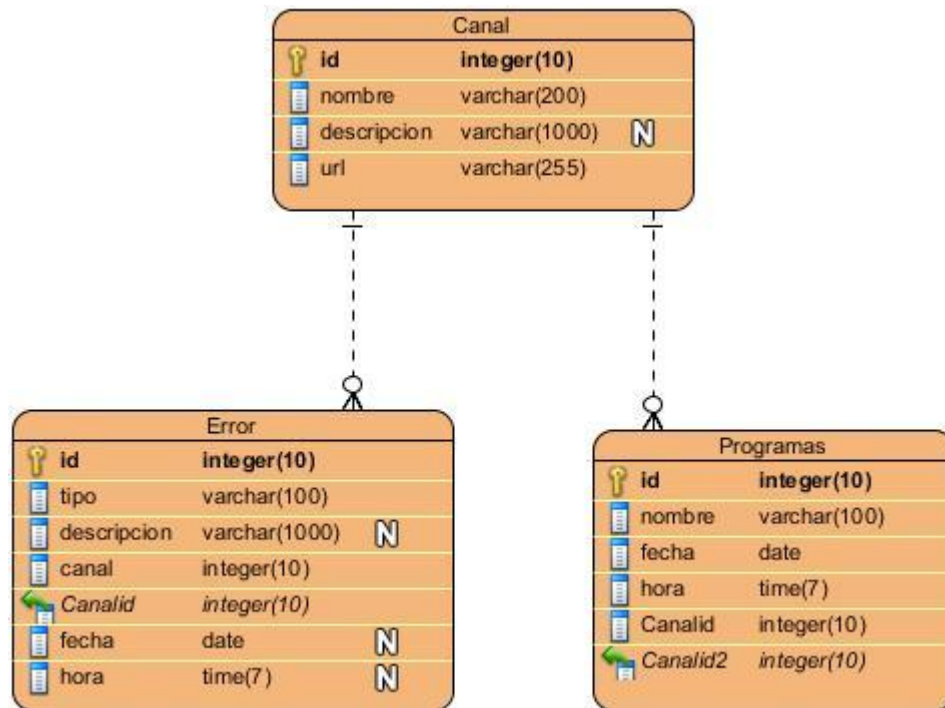 Canal
id integer(10)
nombre varchar(200)
descripcion varchar(1000) N
url varchar(255)
Error
id integer(10)
tipo varchar(100)
descripcion varchar(1000) N
canal integer(10)
Canalid integer(10)
fecha date N
hora time(7) N
Programas
id integer(10)
nombre varchar(100)
fecha date
hora time(7)
Canalid integer(10)
Canalid2 integer(10)